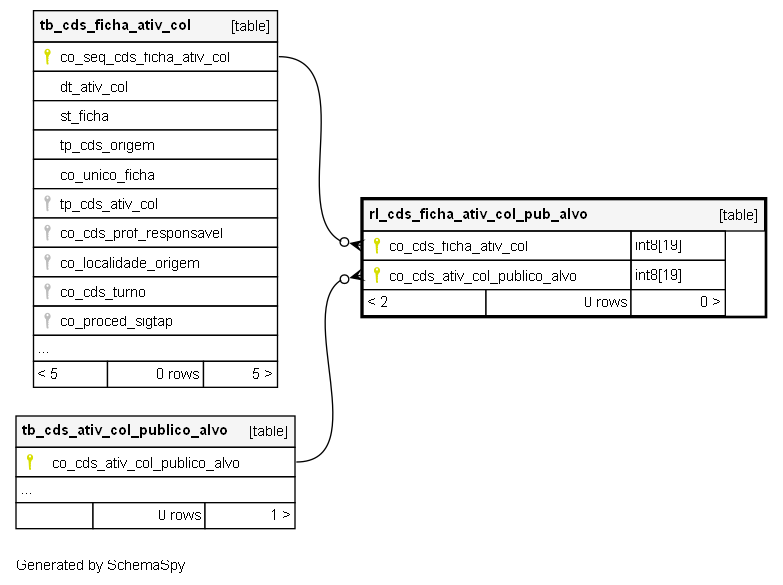 tb_cds_ficha_ativ_col [table]
co_seq_cds_ficha_ativ_col
dt_ativ_col
st_ficha
tp_cds_origem
co_unico_ficha
tp_cds_ativ_col
co_cds_prof_responsavel
co_localidade_origem
co_cds_turno
co_proced_sigtap
...
< 5 0 rows 5 >
rl_cds_ficha_ativ_col_pub_alvo [table]
co_cds_ficha_ativ_col int8[19]
co_cds_ativ_col_publico_alvo int8[19]
< 2 0 rows 0 >
tb_cds_ativ_col_publico_alvo [table]
co_cds_ativ_col_publico_alvo
...
0 rows 1 >
Generated by SchemaSpy